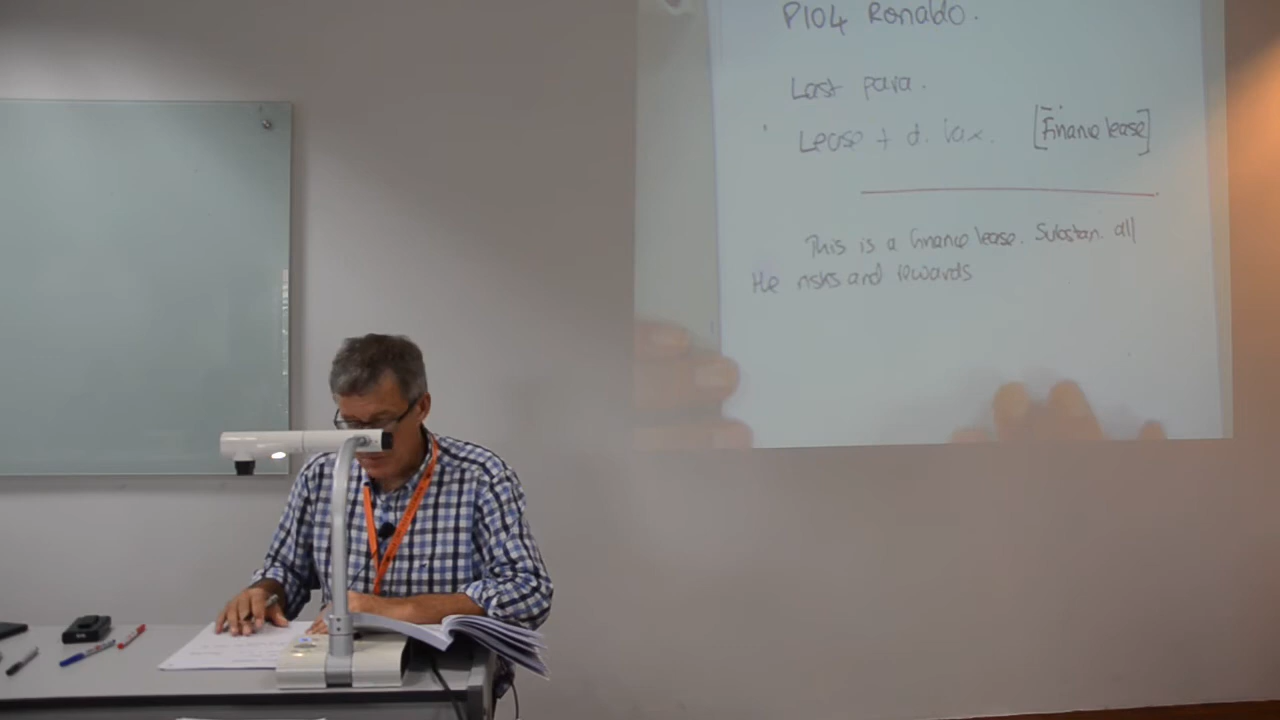 P104 Ronaldo.
Last para.
Lease + d. tax. [Finance lease]
This is a finance lease. Substan. all
the risks and rewards